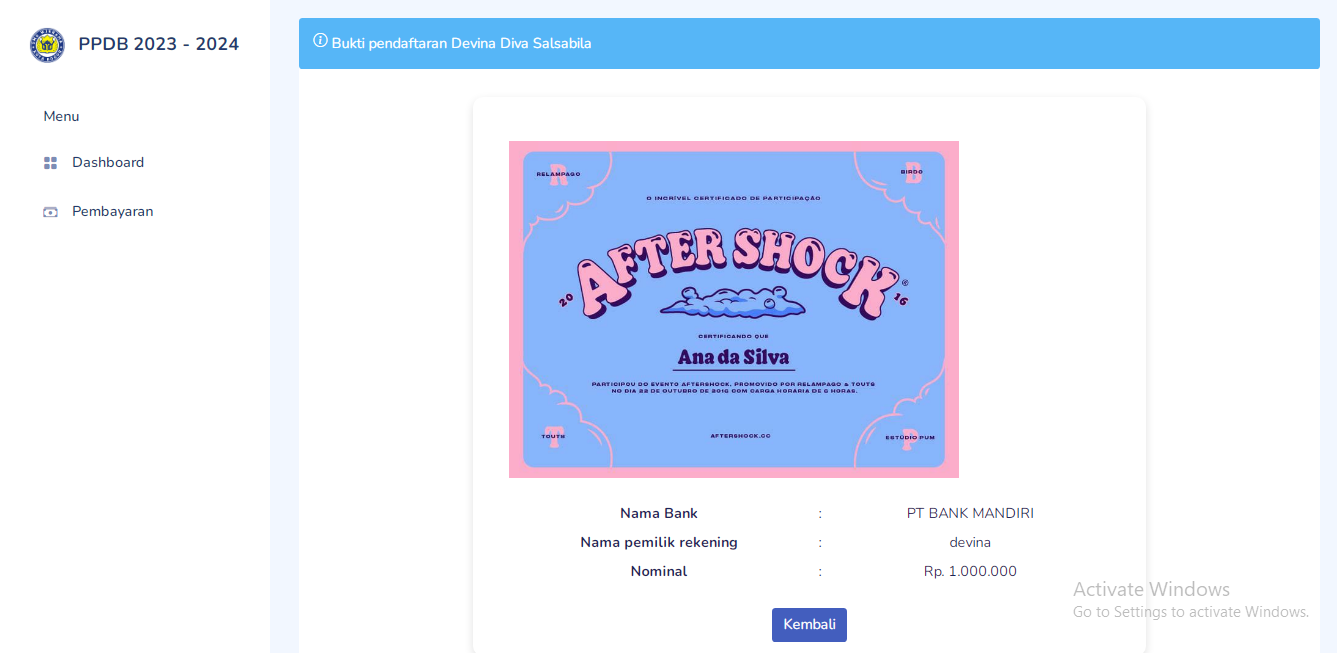 PPDB 2023 - 2024
Menu
Dashboard
Pembayaran
Bukti pendaftaran Devina Diva Salsabila
R
RELAMPAGO
B
BIRDO
O INCRÍVEL CERTIFICADO DE PARTICIPAÇÃO
AFTER SHOCK
®
20 16
CERTIFICANDO QUE
Ana da Silva
PARTICIPOU DO EVENTO AFTERSHOCK, PROMOVIDO POR RELAMPAGO & TOUTS
NO DIA 22 DE OUTUBRO DE 2016 COM CARGA HORÁRIA DE 6 HORAS.
T
TOUTS
AFTERSHOCK.CC
P
ESTÚDIO PUM
Nama Bank : PT BANK MANDIRI
Nama pemilik rekening : devina
Nominal : Rp. 1.000.000
Kembali
Activate Windows
Go to Settings to activate Windows.